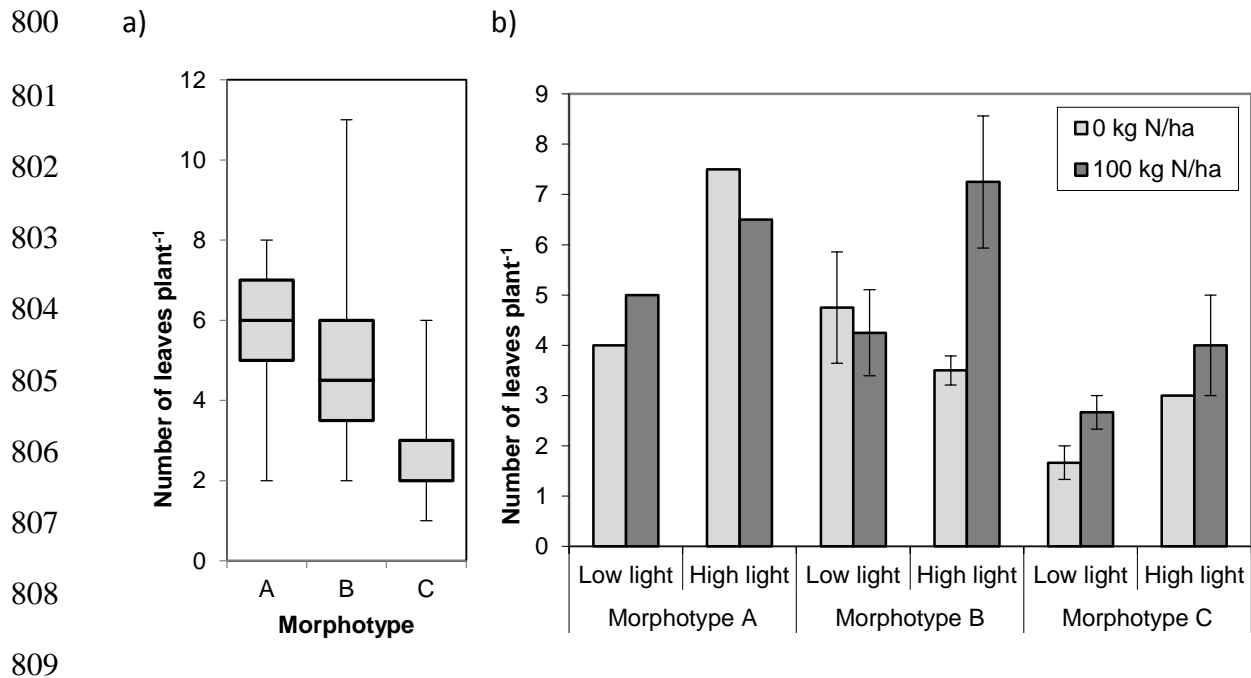 800
801
802
803
804
805
806
807
808
809
a)
Number of leaves plant-1
12
10
8
6
4
2
0
A B C
Morphotype
b)
Number of leaves plant-1
9
8
7
6
5
4
3
2
1
0
0 kg N/ha
100 kg N/ha
Low light High light Low light High light Low light High light
Morphotype A Morphotype B Morphotype C